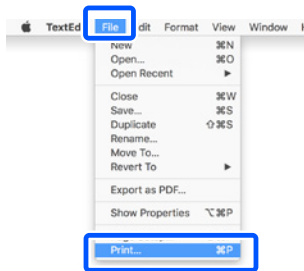 TextEd File dit Format View Window
New ⌘N
Open... ⌘O
Open Recent ▶
Close ⌘W
Save... ⌘S
Duplicate ⇧⌘S
Rename...
Move To...
Revert To ▶
Export as PDF...
Show Properties ⌥⌘P
Print... ⌘P